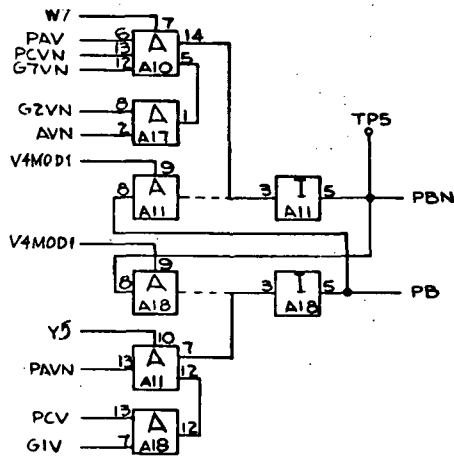 W7
7
PAV 6
PCVN 13
G7VN 12
A
A10
14
5
G2VN 8
AVN 2
A
A17
1
TP5
V4MOD1
9
8
A
A11
3
I
A11
5
PBN
V4MOD1
9
8
A
A18
3
I
A18
5
PB
Y5
10
PAVN 13
A
A11
7
12
PCV 13
G1V 7
A
A18
12